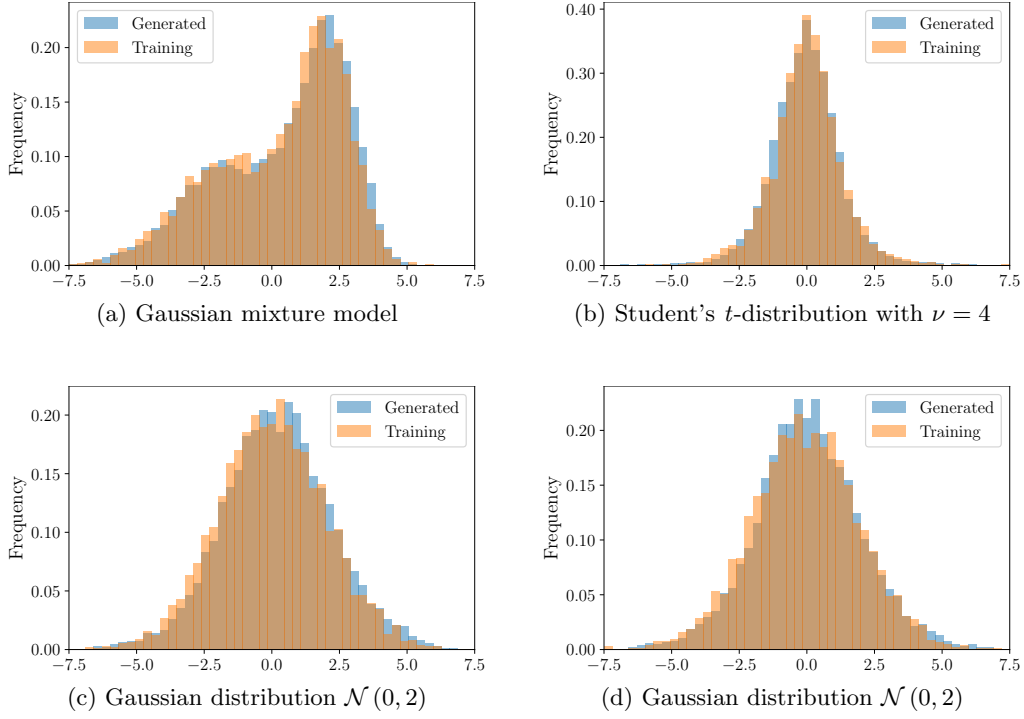 Generated
Training
Frequency
0.20
0.15
0.10
0.05
0.00
−7.5 −5.0 −2.5 0.0 2.5 5.0 7.5
(a) Gaussian mixture model
Generated
Training
Frequency
0.40
0.30
0.20
0.10
0.00
−7.5 −5.0 −2.5 0.0 2.5 5.0 7.5
(b) Student's t-distribution with ν = 4
Generated
Training
Frequency
0.20
0.15
0.10
0.05
0.00
−7.5 −5.0 −2.5 0.0 2.5 5.0 7.5
(c) Gaussian distribution 𝒩 (0, 2)
Generated
Training
Frequency
0.20
0.15
0.10
0.05
0.00
−7.5 −5.0 −2.5 0.0 2.5 5.0 7.5
(d) Gaussian distribution 𝒩 (0, 2)